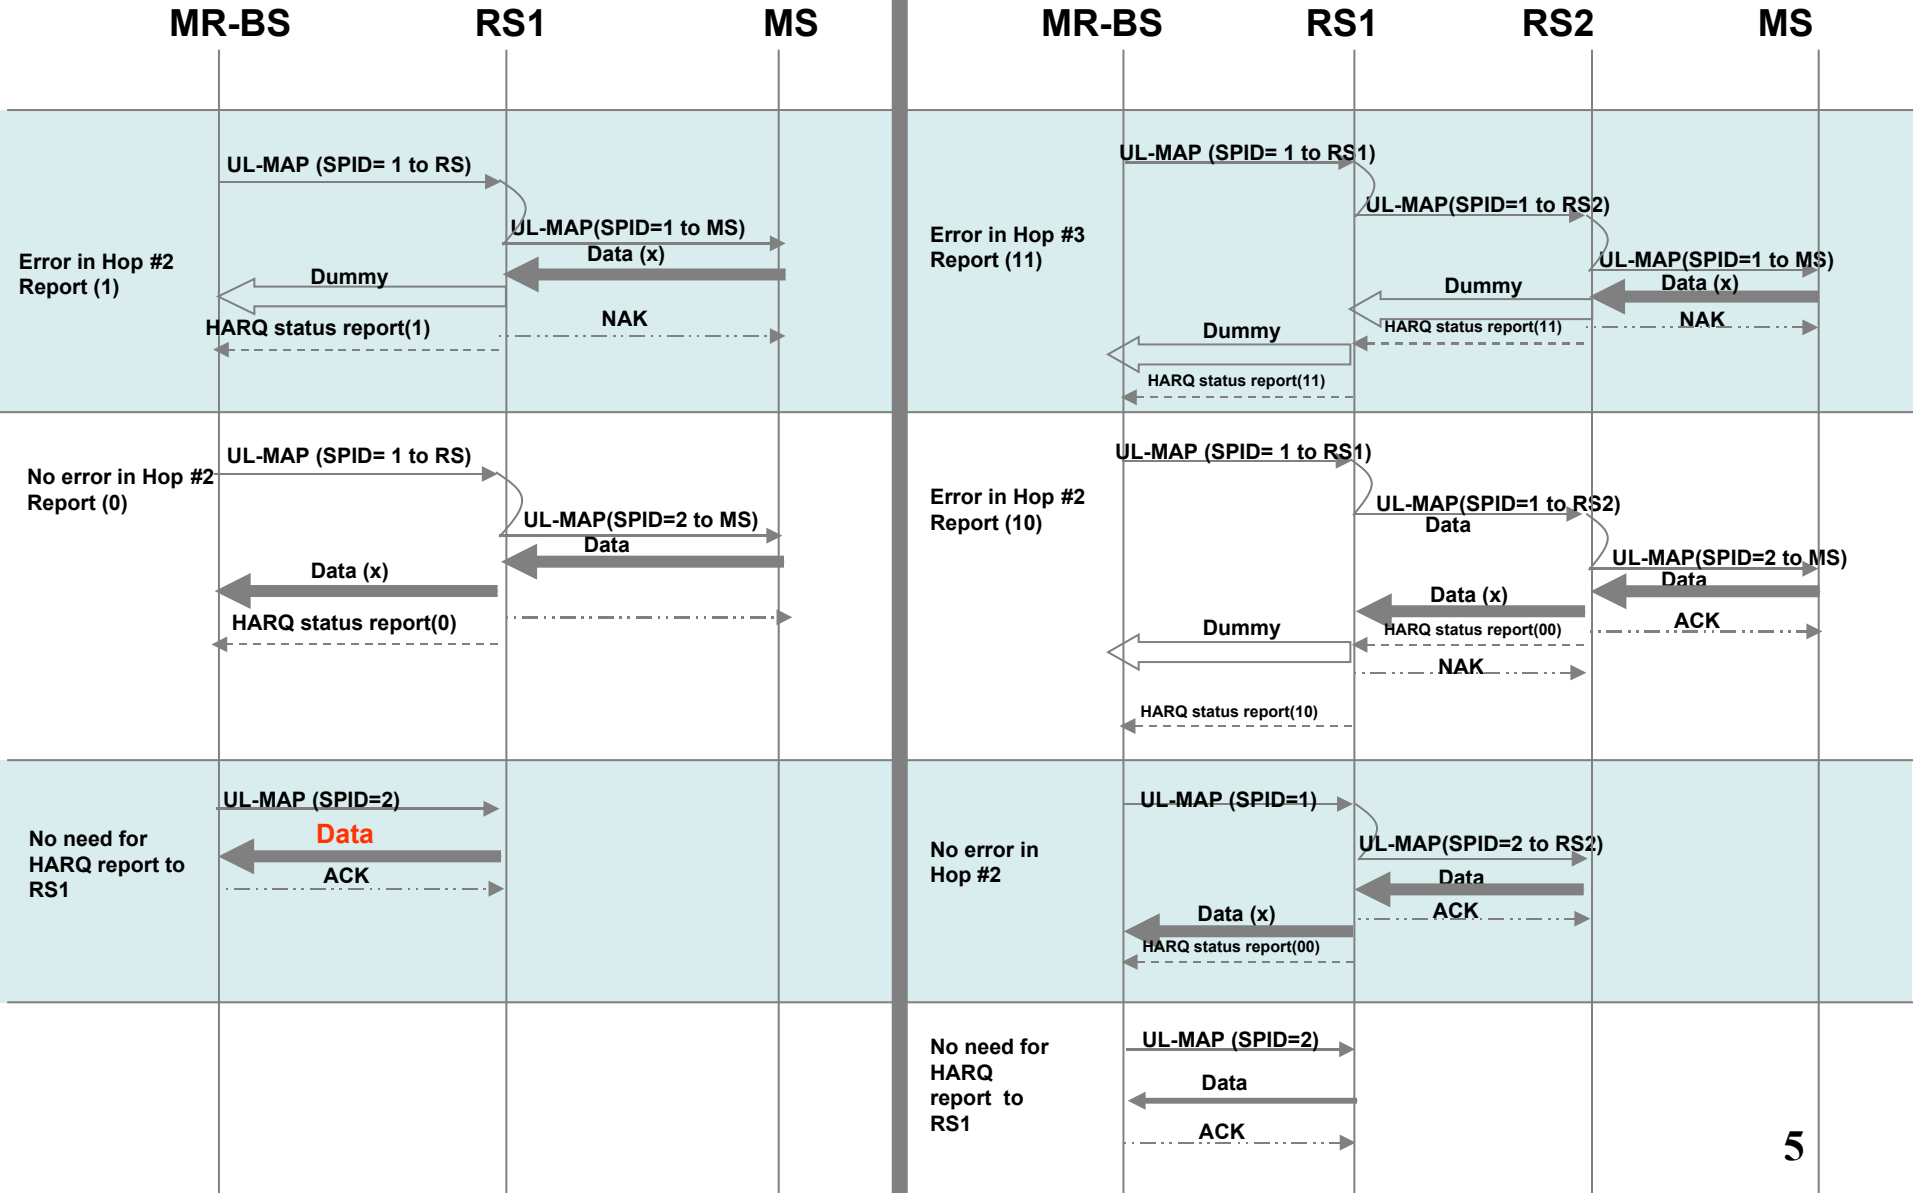 MR-BS RS1 MS
UL-MAP (SPID= 1 to RS)
UL-MAP(SPID=1 to MS)
Data (x)
Error in Hop #2
Report (1)
Dummy
NAK
HARQ status report(1)
UL-MAP (SPID= 1 to RS)
No error in Hop #2
Report (0)
UL-MAP(SPID=2 to MS)
Data
Data (x)
HARQ status report(0)
UL-MAP (SPID=2)
Data
No need for
HARQ report to
RS1
ACK
MR-BS RS1 RS2 MS
UL-MAP (SPID= 1 to RS1)
UL-MAP(SPID=1 to RS2)
Error in Hop #3
Report (11)
UL-MAP(SPID=1 to MS)
Data (x)
Dummy
NAK
HARQ status report(11)
Dummy
HARQ status report(11)
UL-MAP (SPID= 1 to RS1)
Error in Hop #2
Report (10)
UL-MAP(SPID=1 to RS2)
Data
UL-MAP(SPID=2 to MS)
Data
Data (x)
ACK
HARQ status report(00)
Dummy
NAK
HARQ status report(10)
UL-MAP (SPID=1)
UL-MAP(SPID=2 to RS2)
No error in
Hop #2
Data
ACK
Data (x)
HARQ status report(00)
UL-MAP (SPID=2)
No need for
HARQ
report to
RS1
Data
ACK
5